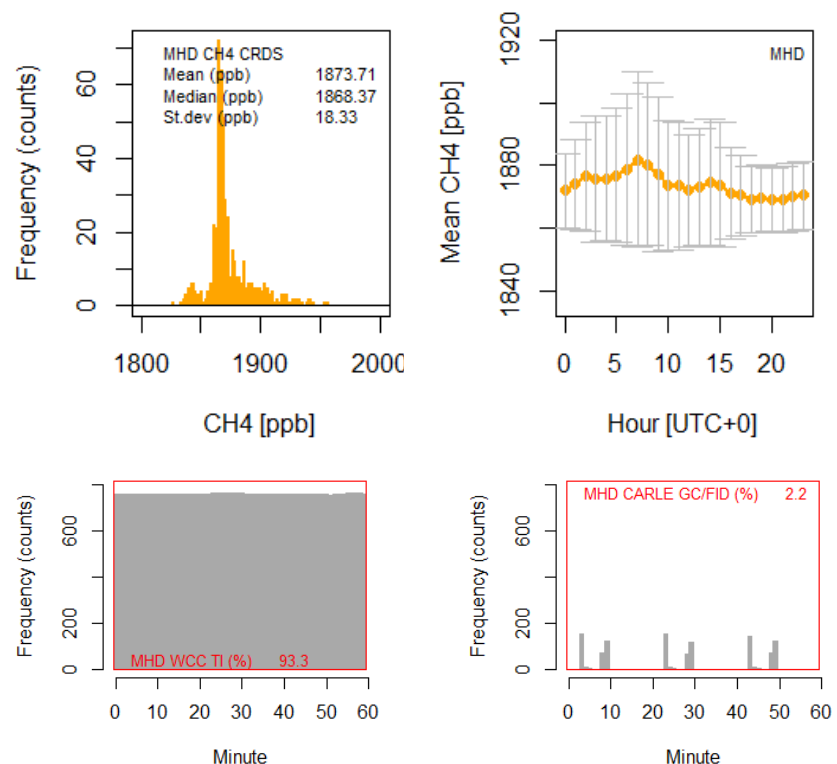 MHD CH4 CRDS
Mean (ppb) 1873.71
Median (ppb) 1868.37
St.dev (ppb) 18.33
Frequency (counts)
0 20 40 60
1800 1900 2000
CH4 [ppb]
MHD
Mean CH4 [ppb]
1840 1880 1920
0 5 10 15 20
Hour [UTC+0]
Frequency (counts)
0 200 600
MHD WCC TI (%) 93.3
0 10 20 30 40 50 60
Minute
MHD CARLE GC/FID (%) 2.2
Frequency (counts)
0 200 600
0 10 20 30 40 50 60
Minute